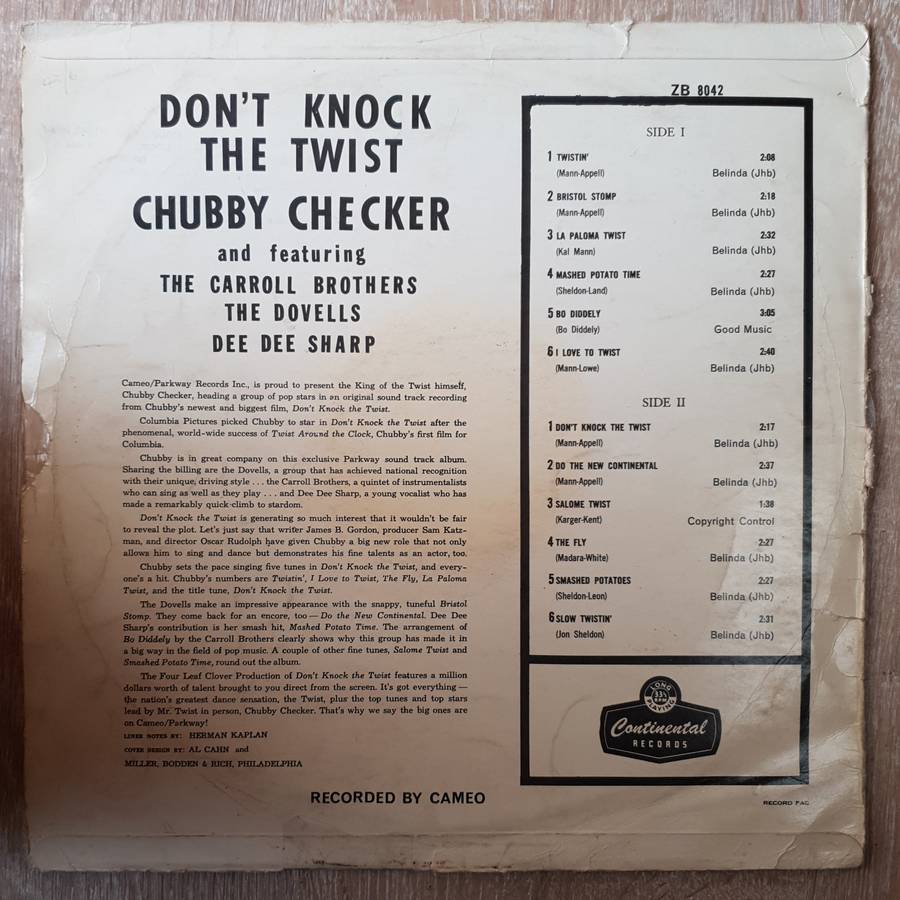 DON'T KNOCK
THE TWIST
CHUBBY CHECKER
and featuring
THE CARROLL BROTHERS
THE DOVELLS
DEE DEE SHARP
Cameo/Parkway Records Inc., is proud to present the King of the Twist himself,
Chubby Checker, heading a group of pop stars in an original sound track recording
from Chubby's newest and biggest film, Don't Knock the Twist.
Columbia Pictures picked Chubby to star in Don't Knock the Twist after the
phenomenal, world-wide success of Twist Around the Clock, Chubby's first film for
Columbia.
Chubby is in great company on this exclusive Parkway sound track album.
Sharing the billing are the Dovells, a group that has achieved national recognition
with their unique, driving style . . . the Carroll Brothers, a quintet of instrumentalists
who can sing as well as they play . . . and Dee Dee Sharp, a young vocalist who has
made a remarkably quick climb to stardom.
Don't Knock the Twist is generating so much interest that it wouldn't be fair
to reveal the plot. Let's just say that writer James B. Gordon, producer Sam Katz-
man, and director Oscar Rudolph have given Chubby a big new role that not only
allows him to sing and dance but demonstrates his fine talents as an actor, too.
Chubby sets the pace singing five tunes in Don't Knock the Twist, and every-
one's a hit. Chubby's numbers are Twistin', I Love to Twist, The Fly, La Paloma
Twist, and the title tune, Don't Knock the Twist.
The Dovells make an impressive appearance with the snappy, tuneful Bristol
Stomp. They come back for an encore, too — Do the New Continental. Dee Dee
Sharp's contribution is her smash hit, Mashed Potato Time. The arrangement of
Bo Diddely by the Carroll Brothers clearly shows why this group has made it in
a big way in the field of pop music. A couple of other fine tunes, Salome Twist and
Smashed Potato Time, round out the album.
The Four Leaf Clover Production of Don't Knock the Twist features a million
dollars worth of talent brought to you direct from the screen. It's got everything —
the nation's greatest dance sensation, the Twist, plus the top tunes and top stars
lead by Mr. Twist in person, Chubby Checker. That's why we say the big ones are
on Cameo/Parkway!
LINER NOTES BY: HERMAN KAPLAN
COVER DESIGN BY: AL CAHN and
MILLER, BODDEN & RICH, PHILADELPHIA
RECORDED BY CAMEO
ZB 8042
SIDE I
1 TWISTIN' 2:08
(Mann-Appell) Belinda (Jhb)
2 BRISTOL STOMP 2:18
(Mann-Appell) Belinda (Jhb)
3 LA PALOMA TWIST 2:32
(Kal Mann) Belinda (Jhb)
4 MASHED POTATO TIME 2:27
(Sheldon-Land) Belinda (Jhb)
5 BO DIDDELY 3:05
(Bo Diddely) Good Music
6 I LOVE TO TWIST 2:40
(Mann-Lowe) Belinda (Jhb)
SIDE II
1 DON'T KNOCK THE TWIST 2:17
(Mann-Appell) Belinda (Jhb)
2 DO THE NEW CONTINENTAL 2:37
(Mann-Appell) Belinda (Jhb)
3 SALOME TWIST 1:38
(Karger-Kent) Copyright Control
4 THE FLY 2:27
(Madara-White) Belinda (Jhb)
5 SMASHED POTATOES 2:27
(Sheldon-Leon) Belinda (Jhb)
6 SLOW TWISTIN' 2:31
(Jon Sheldon) Belinda (Jhb)
LONG
33⅓
RPM
PLAYING
Continental
RECORDS
RECORD PAC